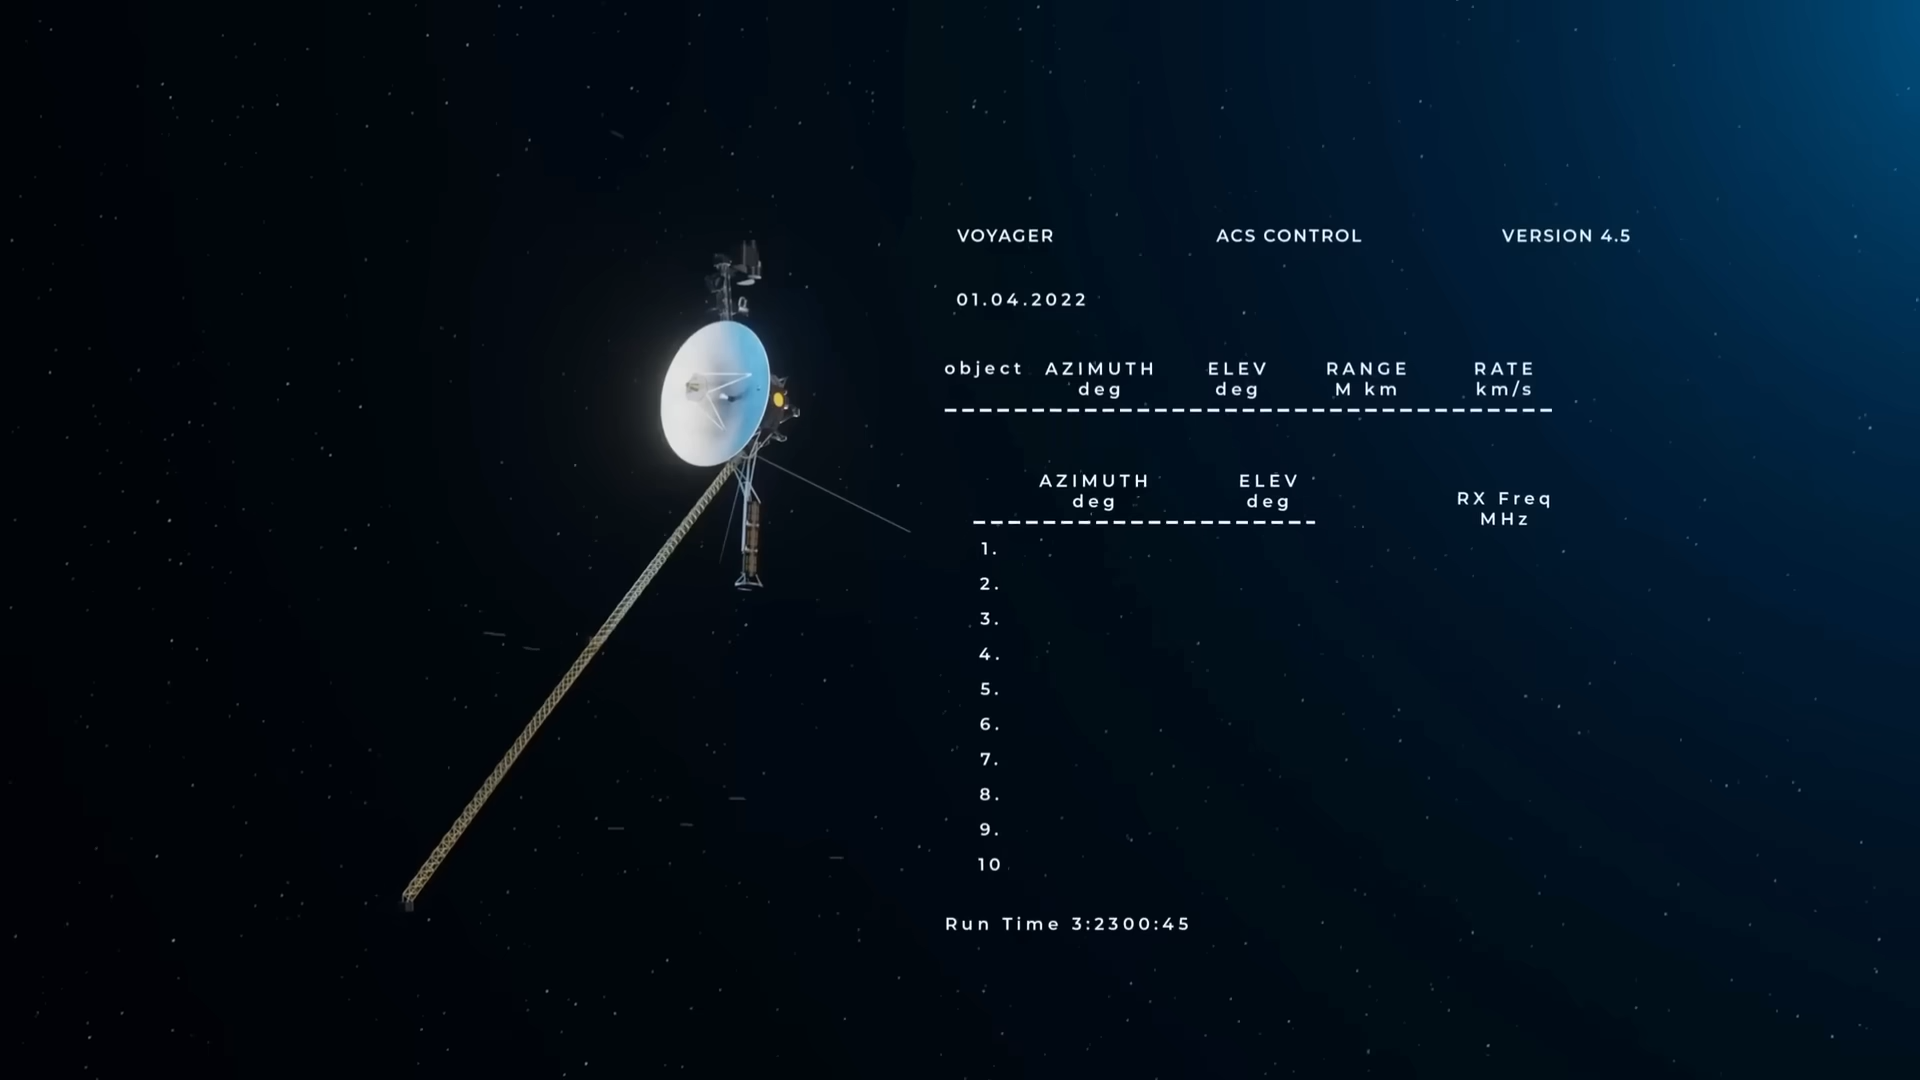 VOYAGER ACS CONTROL VERSION 4.5
01.04.2022
object AZIMUTH ELEV RANGE RATE
deg deg M km km/s
AZIMUTH ELEV
deg deg
RX Freq
MHz
1.
2.
3.
4.
5.
6.
7.
8.
9.
10
Run Time 3:2300:45